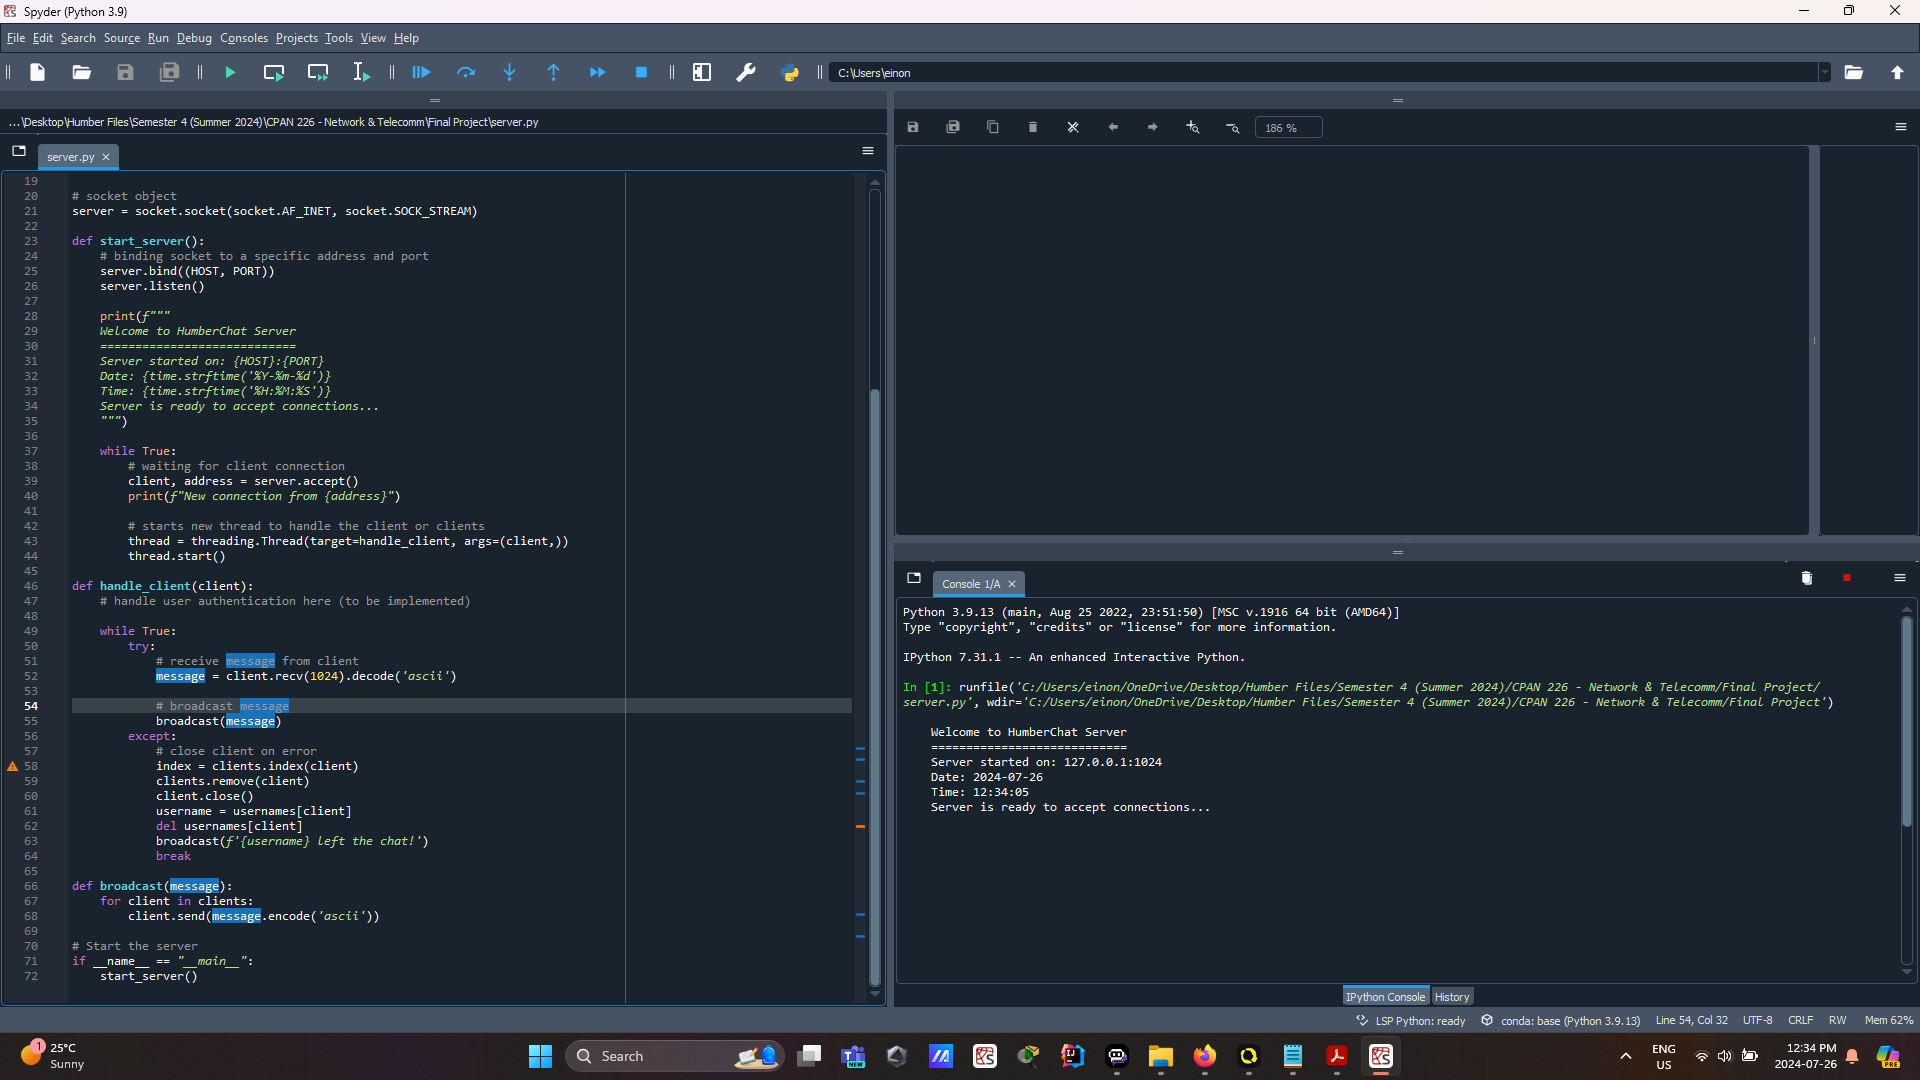 Spyder (Python 3.9)
File Edit Search Source Run Debug Consoles Projects Tools View Help
C:\Users\einon
...\Desktop\Humber Files\Semester 4 (Summer 2024)\CPAN 226 - Network & Telecomm\Final Project\server.py
server.py
19
20 # socket object
21 server = socket.socket(socket.AF_INET, socket.SOCK_STREAM)
22
23 def start_server():
24 # binding socket to a specific address and port
25 server.bind((HOST, PORT))
26 server.listen()
27
28 print(f"""
29 Welcome to HumberChat Server
30 ============================
31 Server started on: {HOST}:{PORT}
32 Date: {time.strftime('%Y-%m-%d')}
33 Time: {time.strftime('%H:%M:%S')}
34 Server is ready to accept connections...
35 """)
36
37 while True:
38 # waiting for client connection
39 client, address = server.accept()
40 print(f"New connection from {address}")
41
42 # starts new thread to handle the client or clients
43 thread = threading.Thread(target=handle_client, args=(client,))
44 thread.start()
45
46 def handle_client(client):
47 # handle user authentication here (to be implemented)
48
49 while True:
50 try:
51 # receive message from client
52 message = client.recv(1024).decode('ascii')
53
54 # broadcast message
55 broadcast(message)
56 except:
57 # close client on error
58 index = clients.index(client)
59 clients.remove(client)
60 client.close()
61 username = usernames[client]
62 del usernames[client]
63 broadcast(f'{username} left the chat!')
64 break
65
66 def broadcast(message):
67 for client in clients:
68 client.send(message.encode('ascii'))
69
70 # Start the server
71 if __name__ == "__main__":
72 start_server()
186 %
Console 1/A
Python 3.9.13 (main, Aug 25 2022, 23:51:50) [MSC v.1916 64 bit (AMD64)]
Type "copyright", "credits" or "license" for more information.
IPython 7.31.1 -- An enhanced Interactive Python.
In [1]: runfile('C:/Users/einon/OneDrive/Desktop/Humber Files/Semester 4 (Summer 2024)/CPAN 226 - Network & Telecomm/Final Project/
server.py', wdir='C:/Users/einon/OneDrive/Desktop/Humber Files/Semester 4 (Summer 2024)/CPAN 226 - Network & Telecomm/Final Project')
Welcome to HumberChat Server
============================
Server started on: 127.0.0.1:1024
Date: 2024-07-26
Time: 12:34:05
Server is ready to accept connections...
IPython Console History
LSP Python: ready conda: base (Python 3.9.13) Line 54, Col 32 UTF-8 CRLF RW Mem 62%
1
25°C
Sunny
Search
NEW
IJ
ENG
US
12:34 PM
2024-07-26
PRE